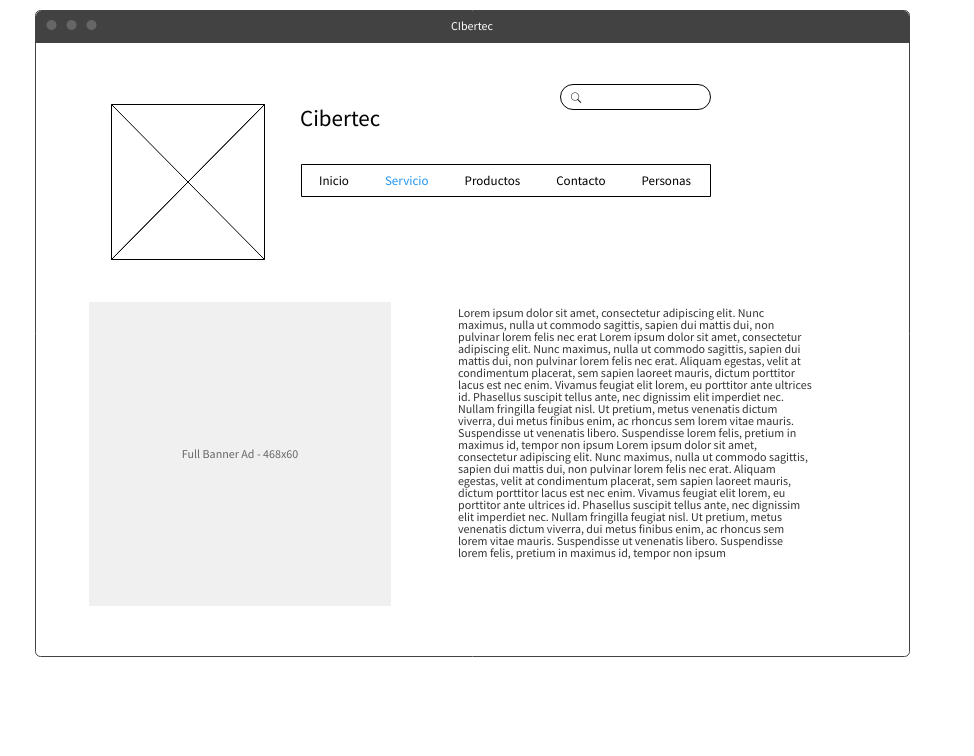 CIbertec
Cibertec
Inicio Servicio Productos Contacto Personas
Full Banner Ad - 468x60
Lorem ipsum dolor sit amet, consectetur adipiscing elit. Nunc
maximus, nulla ut commodo sagittis, sapien dui mattis dui, non
pulvinar lorem felis nec erat Lorem ipsum dolor sit amet, consectetur
adipiscing elit. Nunc maximus, nulla ut commodo sagittis, sapien dui
mattis dui, non pulvinar lorem felis nec erat. Aliquam egestas, velit at
condimentum placerat, sem sapien laoreet mauris, dictum porttitor
lacus est nec enim. Vivamus feugiat elit lorem, eu porttitor ante ultrices
id. Phasellus suscipit tellus ante, nec dignissim elit imperdiet nec.
Nullam fringilla feugiat nisl. Ut pretium, metus venenatis dictum
viverra, dui metus finibus enim, ac rhoncus sem lorem vitae mauris.
Suspendisse ut venenatis libero. Suspendisse lorem felis, pretium in
maximus id, tempor non ipsum Lorem ipsum dolor sit amet,
consectetur adipiscing elit. Nunc maximus, nulla ut commodo sagittis,
sapien dui mattis dui, non pulvinar lorem felis nec erat. Aliquam
egestas, velit at condimentum placerat, sem sapien laoreet mauris,
dictum porttitor lacus est nec enim. Vivamus feugiat elit lorem, eu
porttitor ante ultrices id. Phasellus suscipit tellus ante, nec dignissim
elit imperdiet nec. Nullam fringilla feugiat nisl. Ut pretium, metus
venenatis dictum viverra, dui metus finibus enim, ac rhoncus sem
lorem vitae mauris. Suspendisse ut venenatis libero. Suspendisse
lorem felis, pretium in maximus id, tempor non ipsum